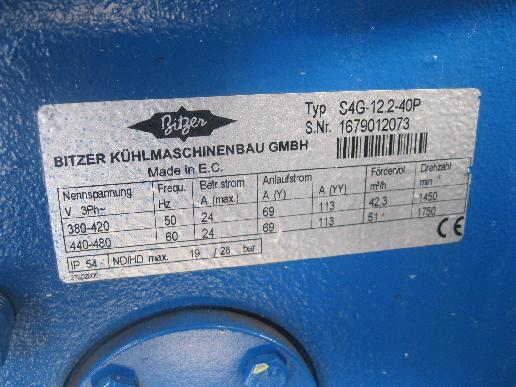 Bitzer
Typ S4G-12.2-40P
S.Nr. 1679012073
BITZER KÜHLMASCHINENBAU GMBH
Made in E.C.
Nennspannung Frequ. Betr.strom Anlaufstrom Fördervol Drehzahl
V 3Ph~ Hz A (max.) A (Y) A (YY) m³/h min
380-420 50 24 69 113 42,3 1450
440-480 60 24 69 113 51 1750
IP 54 ND/HD max. 19 / 28 bar
CE